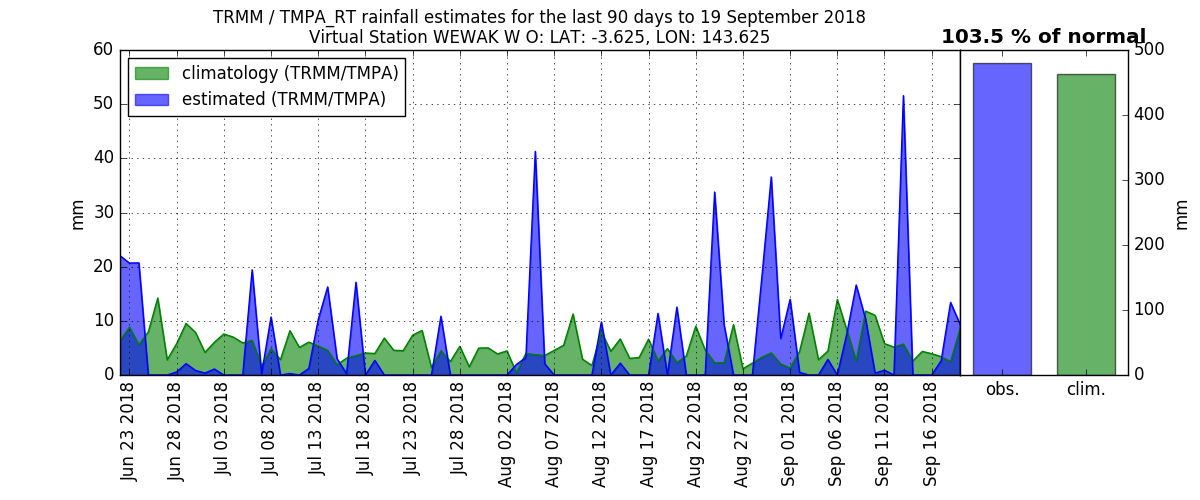 TRMM / TMPA_RT rainfall estimates for the last 90 days to 19 September 2018
Virtual Station WEWAK W O: LAT: -3.625, LON: 143.625
103.5 % of normal
climatology (TRMM/TMPA)
estimated (TRMM/TMPA)
60
50
40
30
20
10
0
mm
Jun 23 2018
Jun 28 2018
Jul 03 2018
Jul 08 2018
Jul 13 2018
Jul 18 2018
Jul 23 2018
Jul 28 2018
Aug 02 2018
Aug 07 2018
Aug 12 2018
Aug 17 2018
Aug 22 2018
Aug 27 2018
Sep 01 2018
Sep 06 2018
Sep 11 2018
Sep 16 2018
obs.
clim.
500
400
300
200
100
0
mm